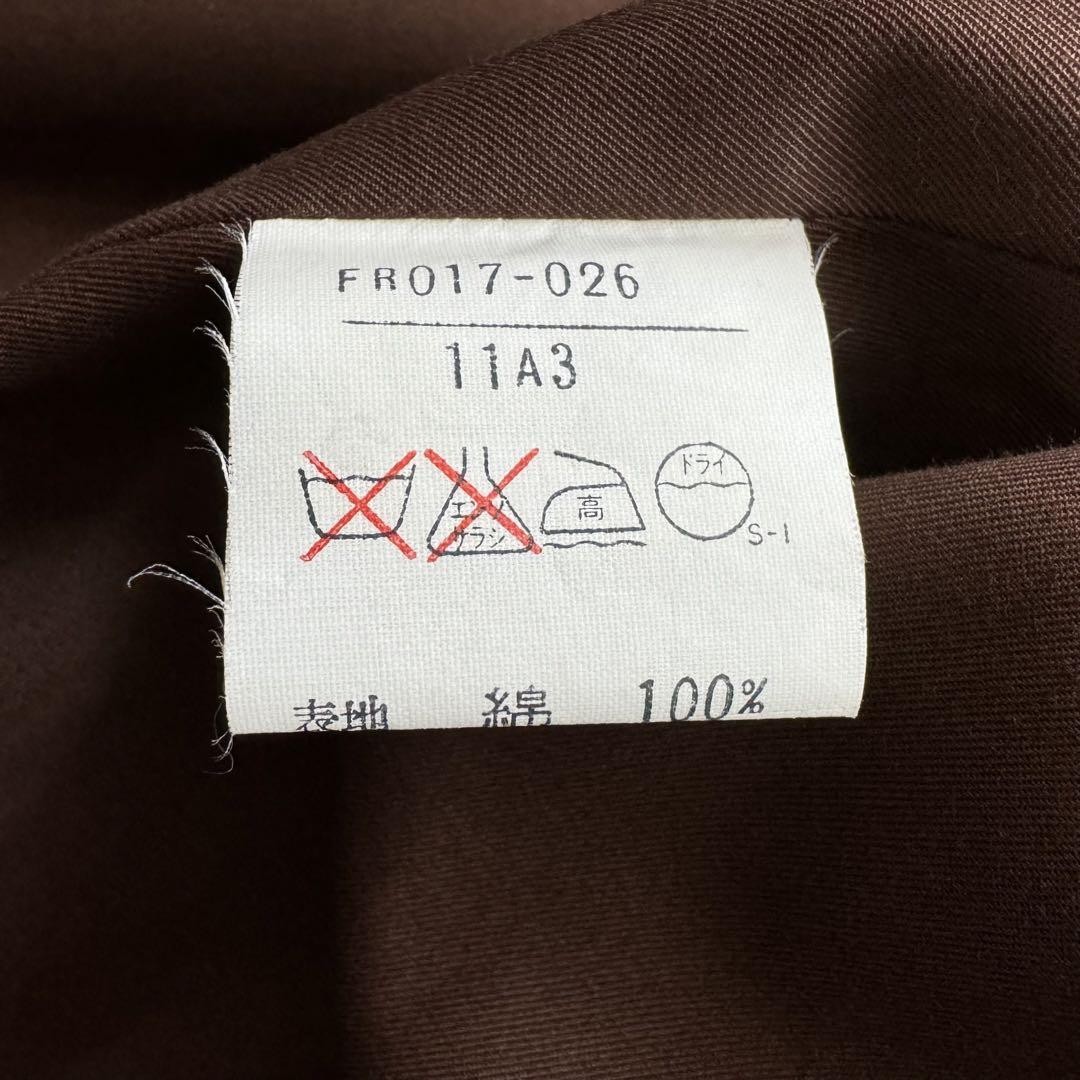 FR017-026
11A3
エンソ サラシ 高 ドライ S-1
表地 綿 100%